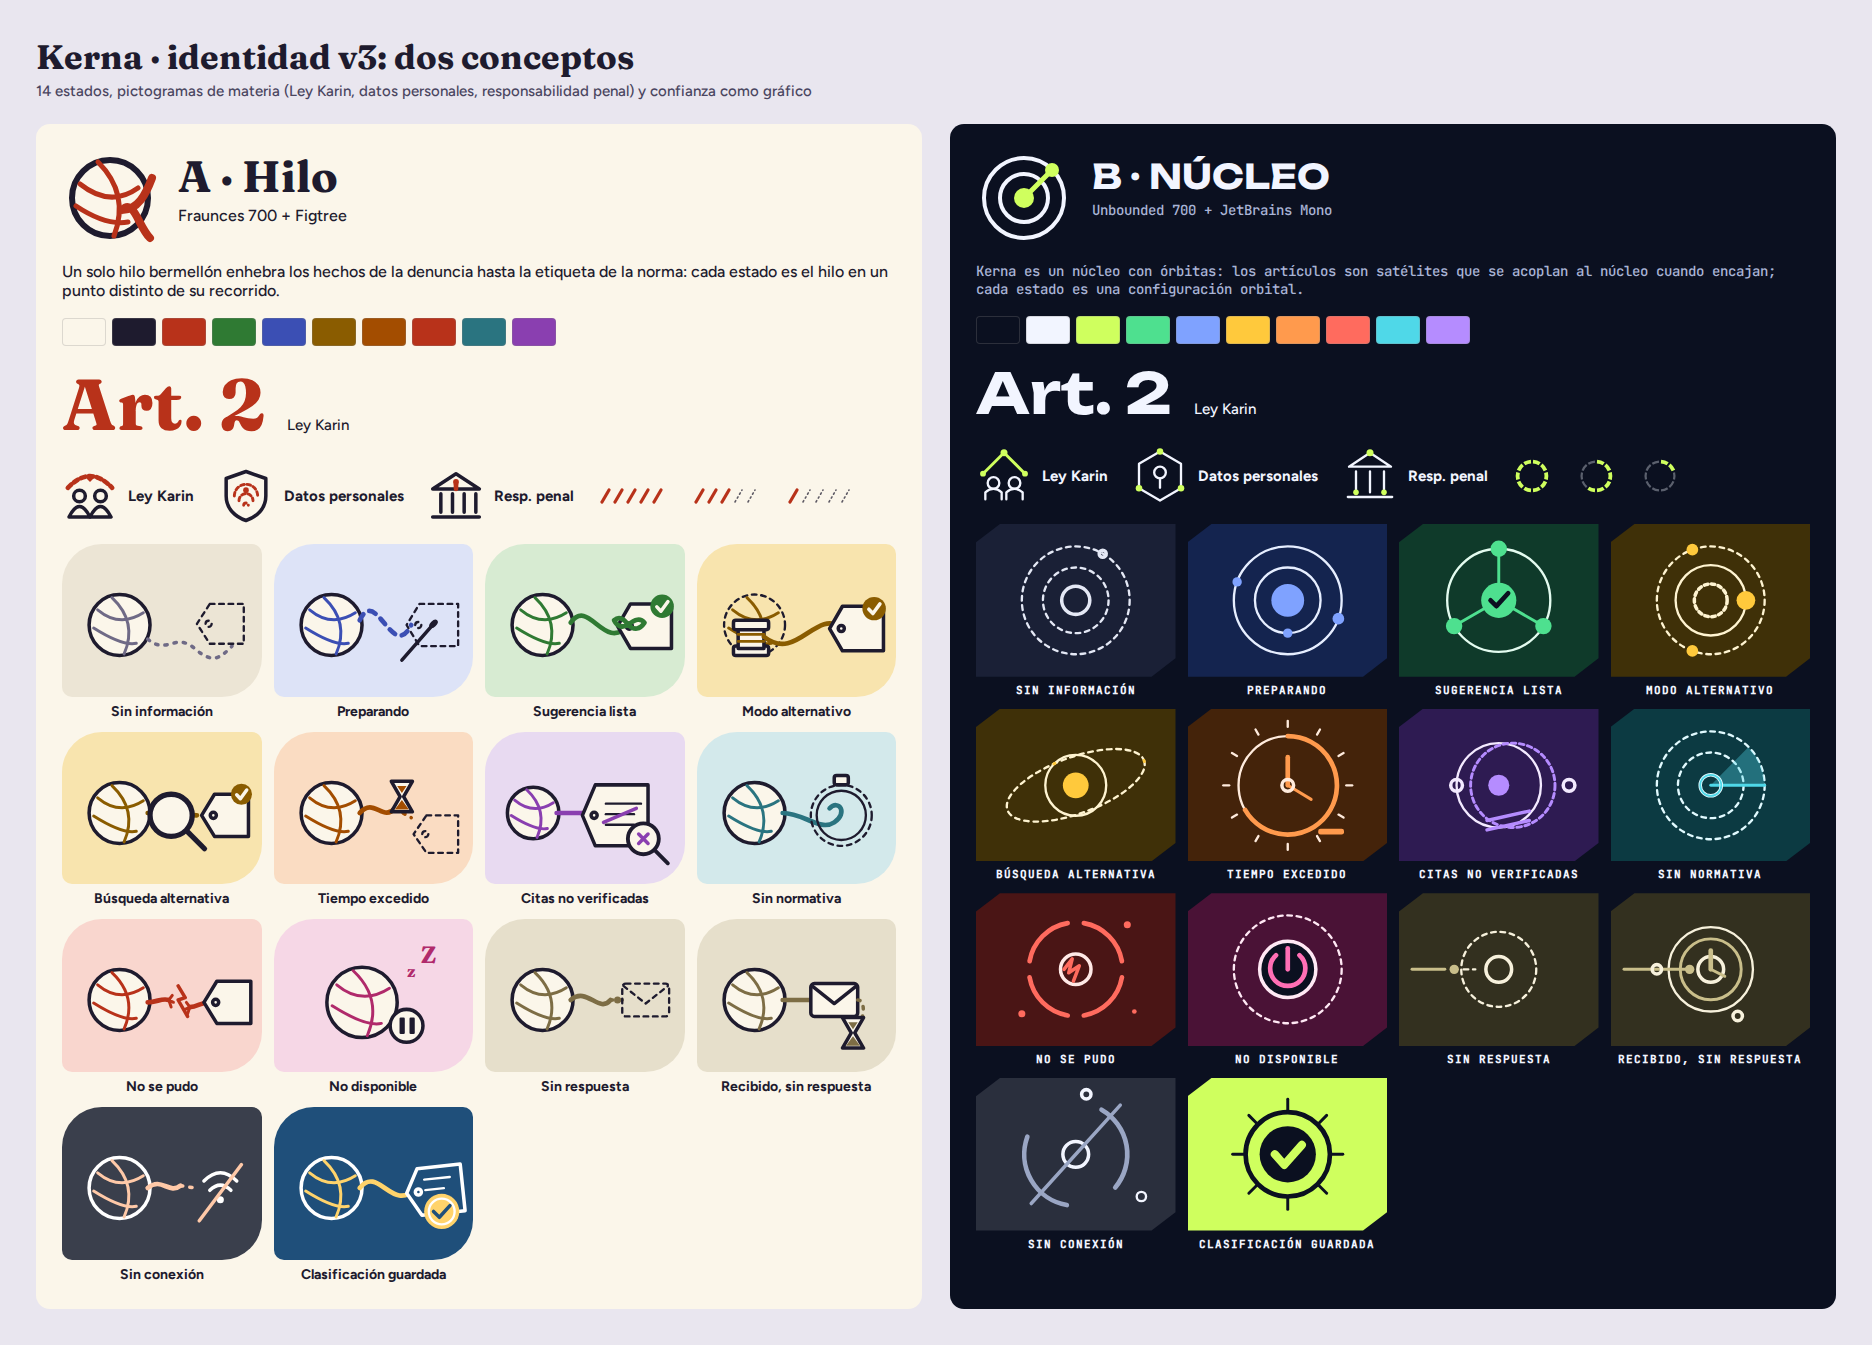 Kerna · identidad v3: dos conceptos
14 estados, pictogramas de materia (Ley Karin, datos personales, responsabilidad penal) y confianza como gráfico
A · Hilo
Fraunces 700 + Figtree
Un solo hilo bermellón enhebra los hechos de la denuncia hasta la etiqueta de la norma: cada estado es el hilo en un
punto distinto de su recorrido.
Art. 2 Ley Karin
Ley Karin Datos personales Resp. penal
Sin información Preparando Sugerencia lista Modo alternativo
Búsqueda alternativa Tiempo excedido Citas no verificadas Sin normativa
z Z
No se pudo No disponible Sin respuesta Recibido, sin respuesta
Sin conexión Clasificación guardada
B · NÚCLEO
Unbounded 700 + JetBrains Mono
Kerna es un núcleo con órbitas: los artículos son satélites que se acoplan al núcleo cuando encajan;
cada estado es una configuración orbital.
Art. 2 Ley Karin
Ley Karin Datos personales Resp. penal
SIN INFORMACIÓN PREPARANDO SUGERENCIA LISTA MODO ALTERNATIVO
BÚSQUEDA ALTERNATIVA TIEMPO EXCEDIDO CITAS NO VERIFICADAS SIN NORMATIVA
NO SE PUDO NO DISPONIBLE SIN RESPUESTA RECIBIDO, SIN RESPUESTA
SIN CONEXIÓN CLASIFICACIÓN GUARDADA